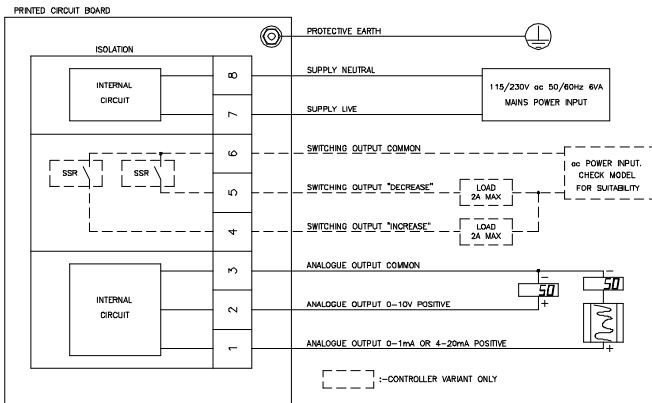 PRINTED CIRCUIT BOARD
PROTECTIVE EARTH
ISOLATION
INTERNAL
CIRCUIT
8
SUPPLY NEUTRAL
7
SUPPLY LIVE
115/230V ac 50/60Hz 6VA
MAINS POWER INPUT
6
SWITCHING OUTPUT COMMON
SSR
SSR
5
SWITCHING OUTPUT "DECREASE"
LOAD
2A MAX
ac POWER INPUT.
CHECK MODEL
FOR SUITABILITY
4
SWITCHING OUTPUT "INCREASE"
LOAD
2A MAX
3
ANALOGUE OUTPUT COMMON
INTERNAL
CIRCUIT
2
ANALOGUE OUTPUT 0-10V POSITIVE
-
50
+
-
50
+
1
ANALOGUE OUTPUT 0-1mA OR 4-20mA POSITIVE
:-CONTROLLER VARIANT ONLY